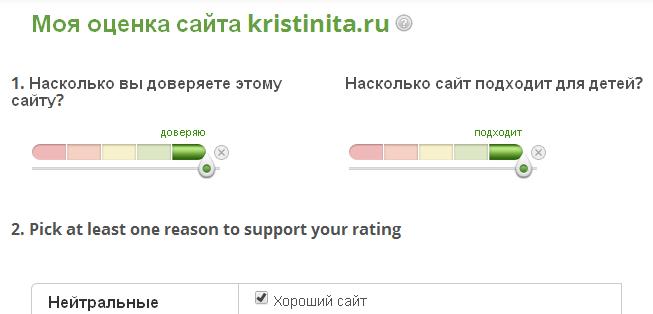 Моя оценка сайта kristinita.ru ?
1. Насколько вы доверяете этому
сайту?
Насколько сайт подходит для детей?
доверяю
подходит
2. Pick at least one reason to support your rating
Нейтральные
Хороший сайт